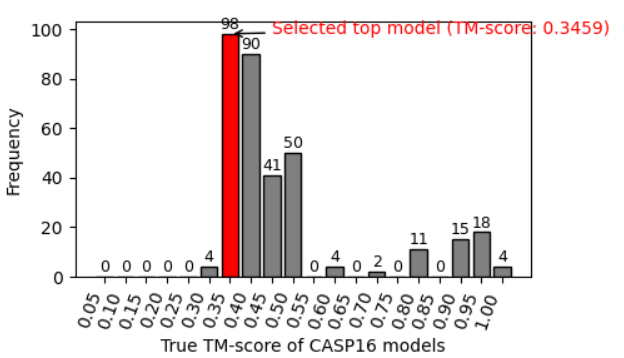 98
Selected top model (TM-score: 0.3459)
100
90
80
60
50
41
40
20
18
15
11
0 0 0 0 0 4 0 4 0 2 0 0 4
0
Frequency
0.05 0.10 0.15 0.20 0.25 0.30 0.35 0.40 0.45 0.50 0.55 0.60 0.65 0.70 0.75 0.80 0.85 0.90 0.95 1.00
True TM-score of CASP16 models